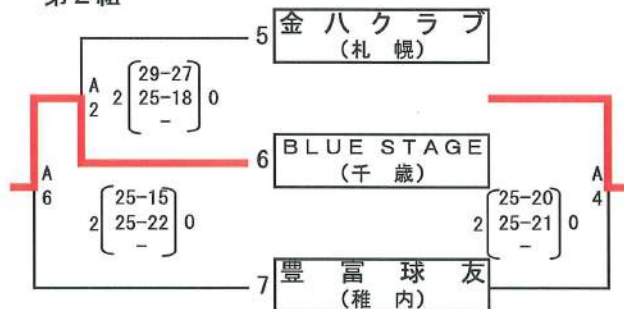 第2組
5 金八クラブ
(札幌)
A
2
2 29-27 0
25-18
-
6 BLUE STAGE
(千歳)
A
6
2 25-15 0
25-22
-
A
4
2 25-20 0
25-21
-
7 豊富球友
(稚内)